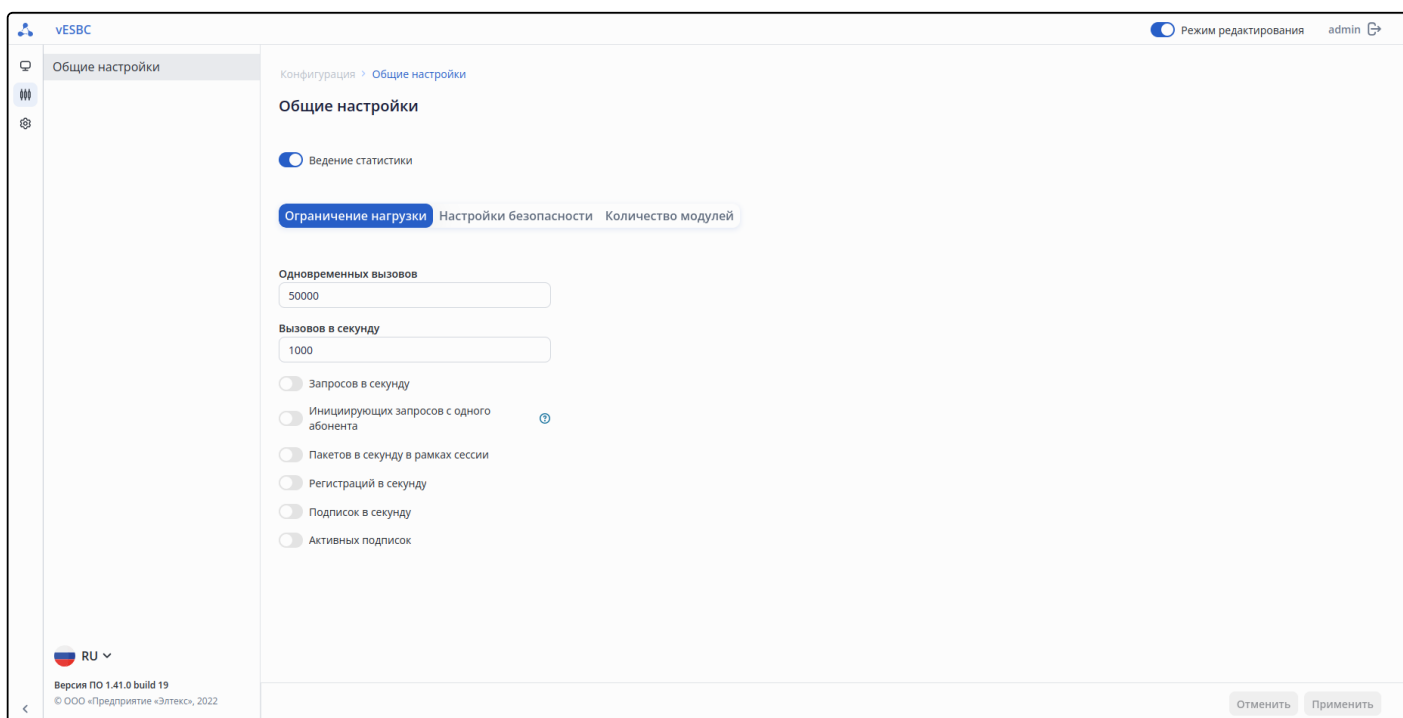 vESBC
Режим редактирования
admin
Общие настройки
Конфигурация > Общие настройки
Общие настройки
Ведение статистики
Ограничение нагрузки Настройки безопасности Количество модулей
Одновременных вызовов
50000
Вызовов в секунду
1000
Запросов в секунду
Инициирующих запросов с одного
абонента
Пакетов в секунду в рамках сессии
Регистраций в секунду
Подписок в секунду
Активных подписок
RU
Версия ПО 1.41.0 build 19
© ООО «Предприятие «Элтекс», 2022
Отменить Применить